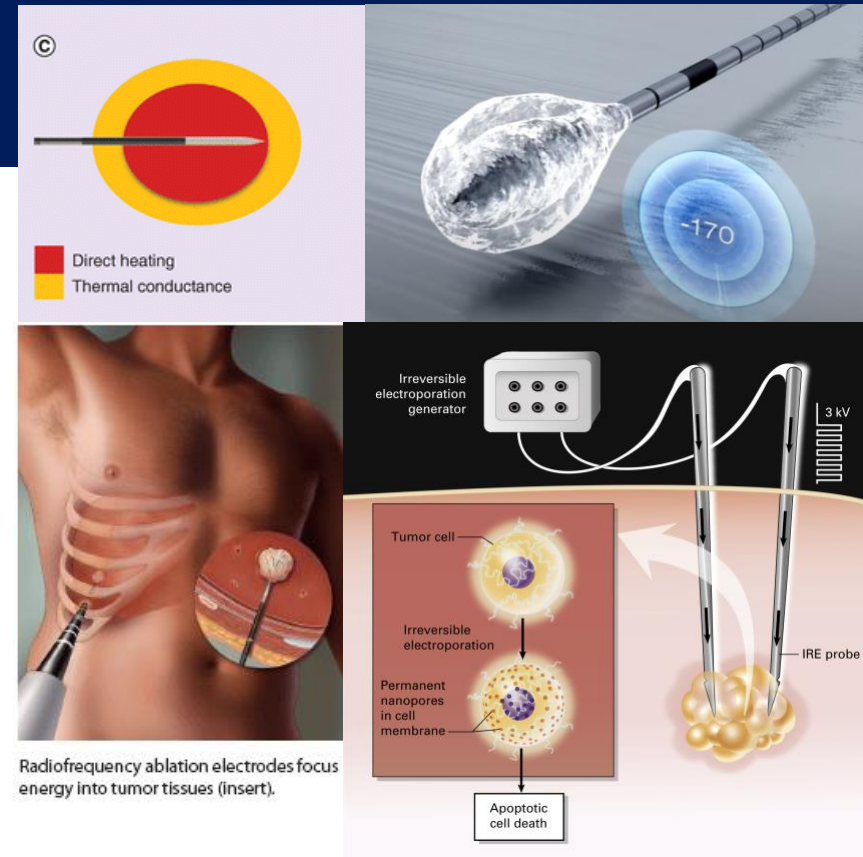 ©
Direct heating
Thermal conductance
-170
Radiofrequency ablation electrodes focus
energy into tumor tissues (insert).
Irreversible
electroporation
generator
3 kV
Tumor cell
Irreversible
electroporation
Permanent
nanopores
in cell
membrane
IRE probe
Apoptotic
cell death